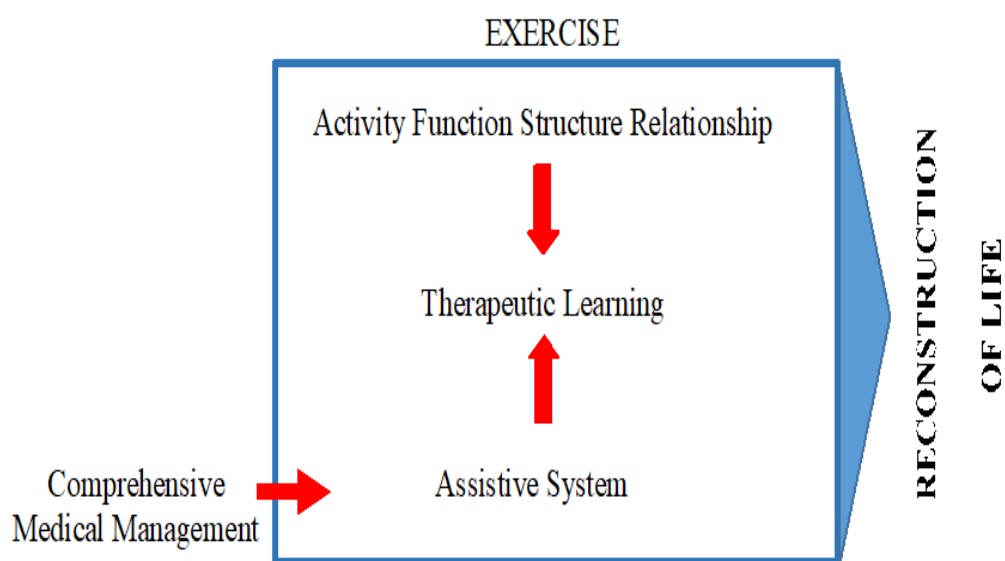 EXERCISE
Activity Function Structure Relationship
Therapeutic Learning
Assistive System
Comprehensive
Medical Management
RECONSTRUCTION
OF LIFE